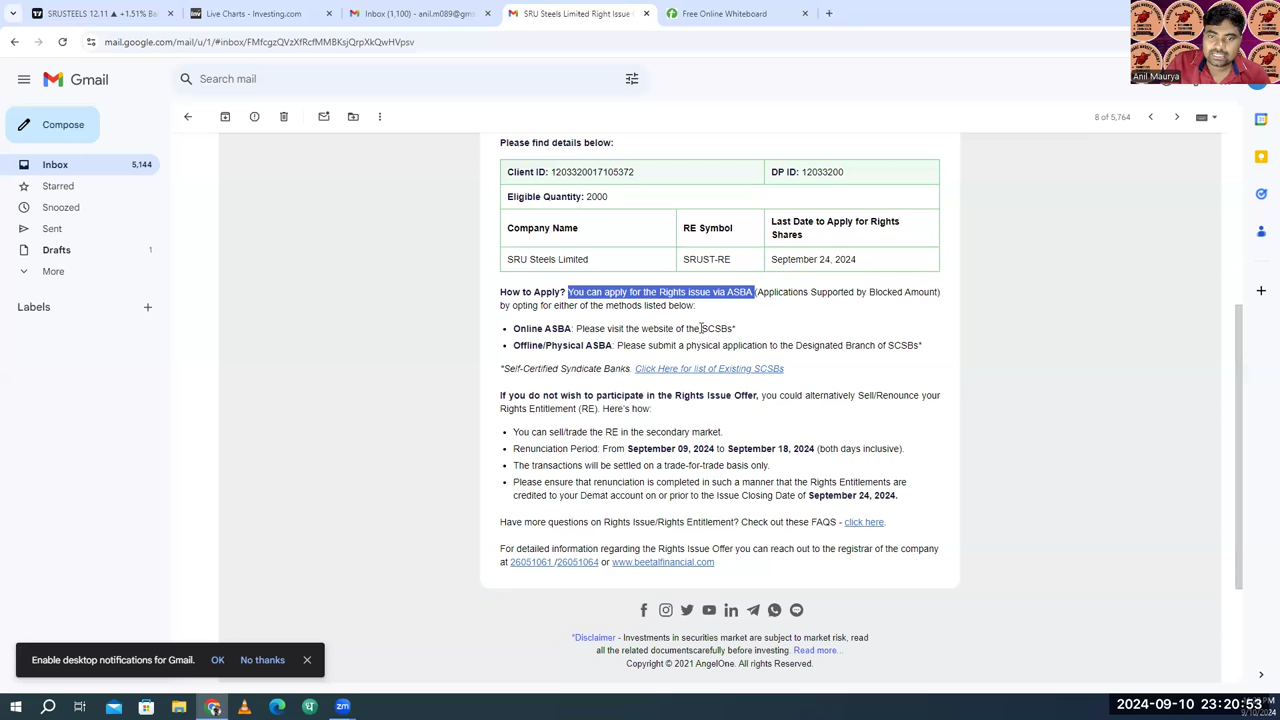 SRUSTEELS 12.11 ▲ +1.51% Ba
Live Charts - Investing.com
Inbox (1,100) - anil.m089@gma
SRU Steels Limited Right Issue
Free Online Whiteboard
mail.google.com/mail/u/1/#inbox/FMfcgzQVzXfRcfMMBKsjQrpXkQwHVpsv
Anil Maurya
Gmail
Search mail
Compose
8 of 5,764
Inbox 5,144
Starred
Snoozed
Sent
Drafts 1
More
Labels
Please find details below:
Client ID: 1203320017105372 DP ID: 12033200
Eligible Quantity: 2000
Company Name RE Symbol Last Date to Apply for Rights
Shares
SRU Steels Limited SRUST-RE September 24, 2024
How to Apply? You can apply for the Rights issue via ASBA (Applications Supported by Blocked Amount)
by opting for either of the methods listed below:
• Online ASBA: Please visit the website of the SCSBs*
• Offline/Physical ASBA: Please submit a physical application to the Designated Branch of SCSBs*
*Self-Certified Syndicate Banks. Click Here for list of Existing SCSBs
If you do not wish to participate in the Rights Issue Offer, you could alternatively Sell/Renounce your
Rights Entitlement (RE). Here's how:
• You can sell/trade the RE in the secondary market.
• Renunciation Period: From September 09, 2024 to September 18, 2024 (both days inclusive).
• The transactions will be settled on a trade-for-trade basis only.
• Please ensure that renunciation is completed in such a manner that the Rights Entitlements are
credited to your Demat account on or prior to the Issue Closing Date of September 24, 2024.
Have more questions on Rights Issue/Rights Entitlement? Check out these FAQS - click here.
For detailed information regarding the Rights Issue Offer you can reach out to the registrar of the company
at 26051061 /26051064 or www.beetalfinancial.com
*Disclaimer - Investments in securities market are subject to market risk, read
all the related documentscarefully before investing. Read more...
Copyright © 2021 AngelOne. All rights Reserved.
Enable desktop notifications for Gmail. OK No thanks
2024-09-10 23:20:53
9/10/2024